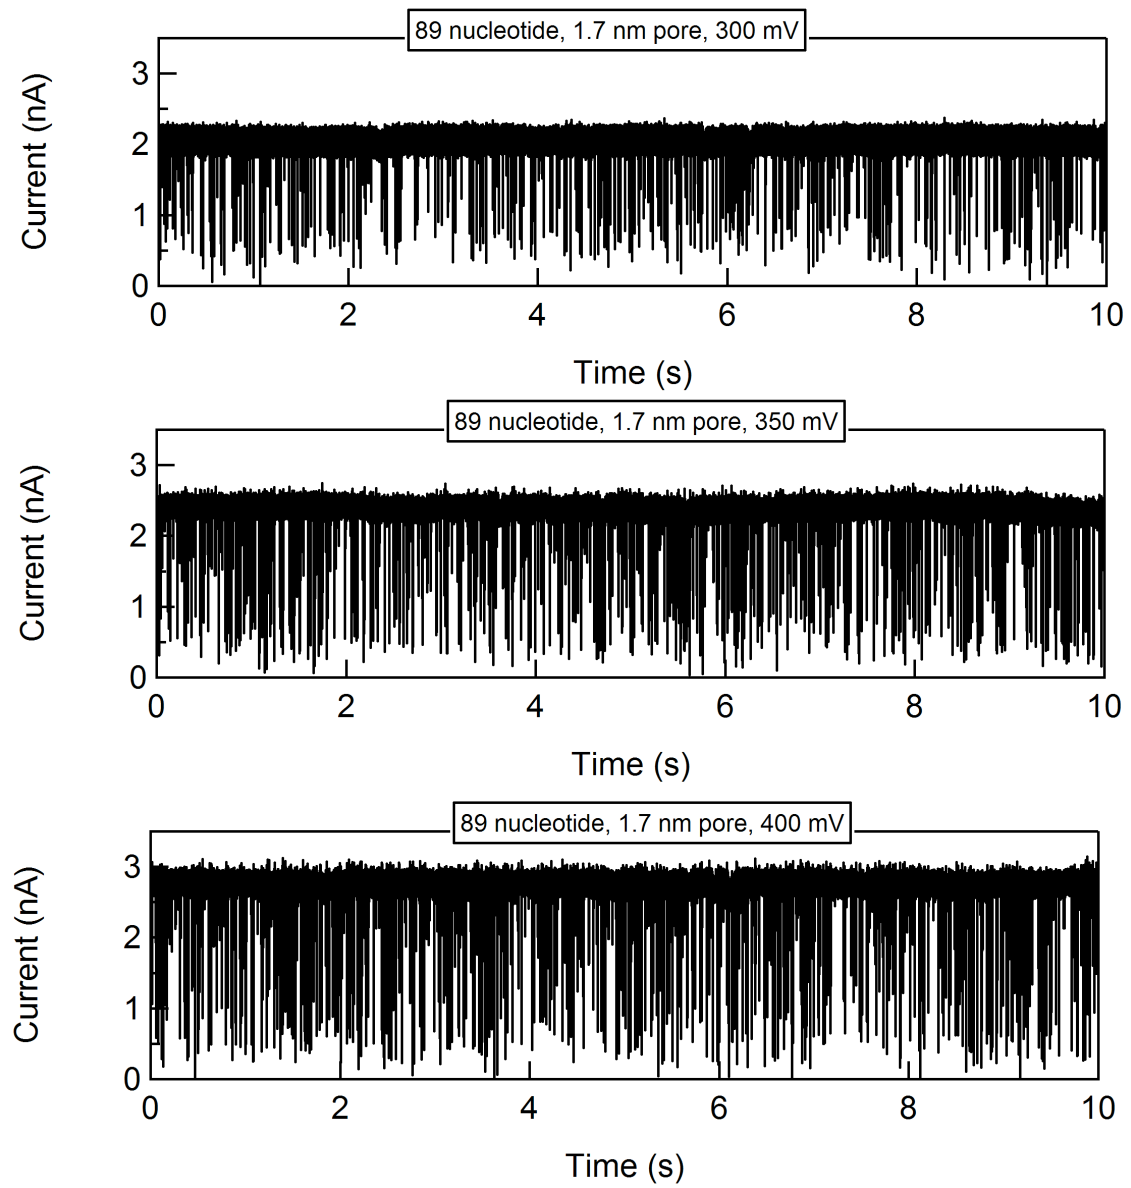 89 nucleotide, 1.7 nm pore, 300 mV
Current (nA)
3
2
1
0
0 2 4 6 8 10
Time (s)
89 nucleotide, 1.7 nm pore, 350 mV
Current (nA)
3
2
1
0
0 2 4 6 8 10
Time (s)
89 nucleotide, 1.7 nm pore, 400 mV
Current (nA)
3
2
1
0
0 2 4 6 8 10
Time (s)